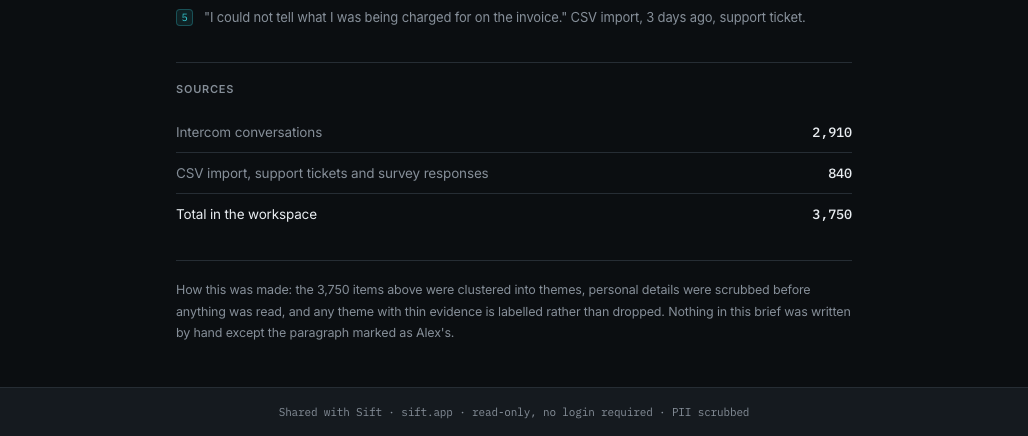 5 "I could not tell what I was being charged for on the invoice." CSV import, 3 days ago, support ticket.
SOURCES
Intercom conversations 2,910
CSV import, support tickets and survey responses 840
Total in the workspace 3,750
How this was made: the 3,750 items above were clustered into themes, personal details were scrubbed before
anything was read, and any theme with thin evidence is labelled rather than dropped. Nothing in this brief was written
by hand except the paragraph marked as Alex's.
Shared with Sift · sift.app · read-only, no login required · PII scrubbed